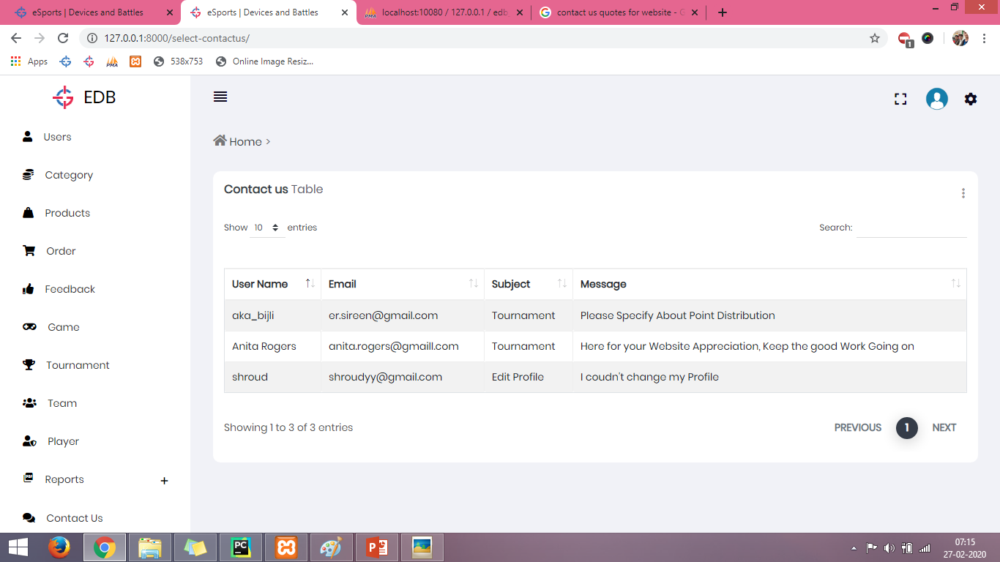 eSports | Devices and Battles
eSports | Devices and Battles
localhost:10080 / 127.0.0.1 / edb
contact us quotes for website - G
127.0.0.1:8000/select-contactus/
1
Apps
PMA
538x753
Online Image Resiz...
EDB
Users
Category
Products
Order
Feedback
Game
Tournament
Team
Player
Reports +
Contact Us
Home >
Contact us Table
Show 10 entries
Search:
User Name Email Subject Message
aka_bijli er.sireen@gmail.com Tournament Please Specify About Point Distribution
Anita Rogers anita.rogers@gmaill.com Tournament Here for your Website Appreciation, Keep the good Work Going on
shroud shroudyy@gmail.com Edit Profile I coudn't change my Profile
Showing 1 to 3 of 3 entries
PREVIOUS 1 NEXT
PC
07:15
27-02-2020